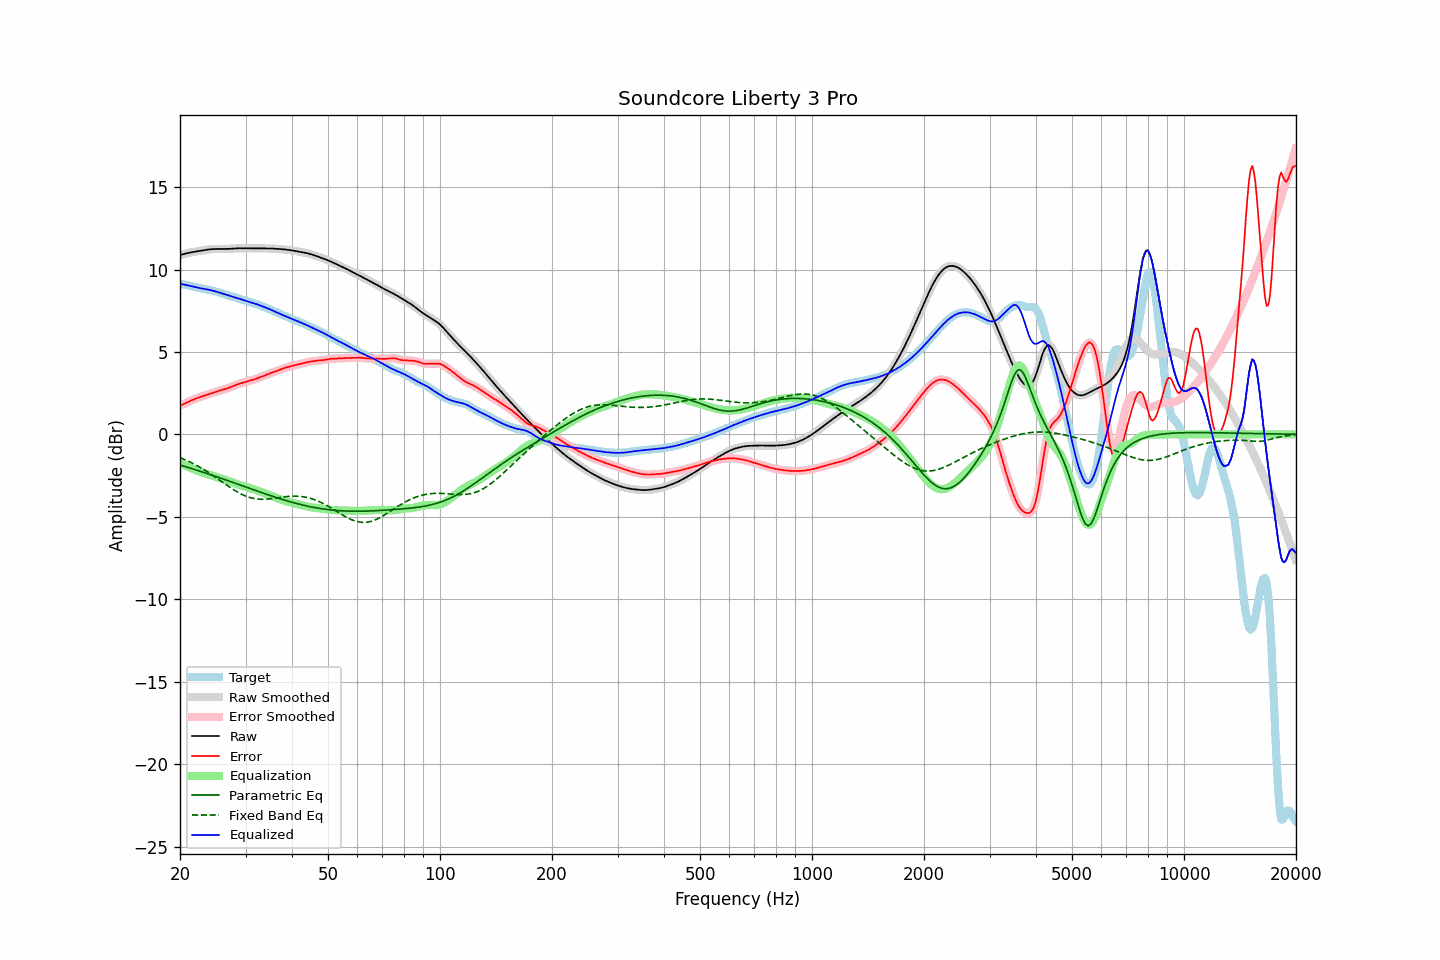 Soundcore Liberty 3 Pro
Amplitude (dBr)
15
10
5
0
−5
−10
−15
−20
−25
Target
Raw Smoothed
Error Smoothed
Raw
Error
Equalization
Parametric Eq
Fixed Band Eq
Equalized
20 50 100 200 500 1000 2000 5000 10000 20000
Frequency (Hz)